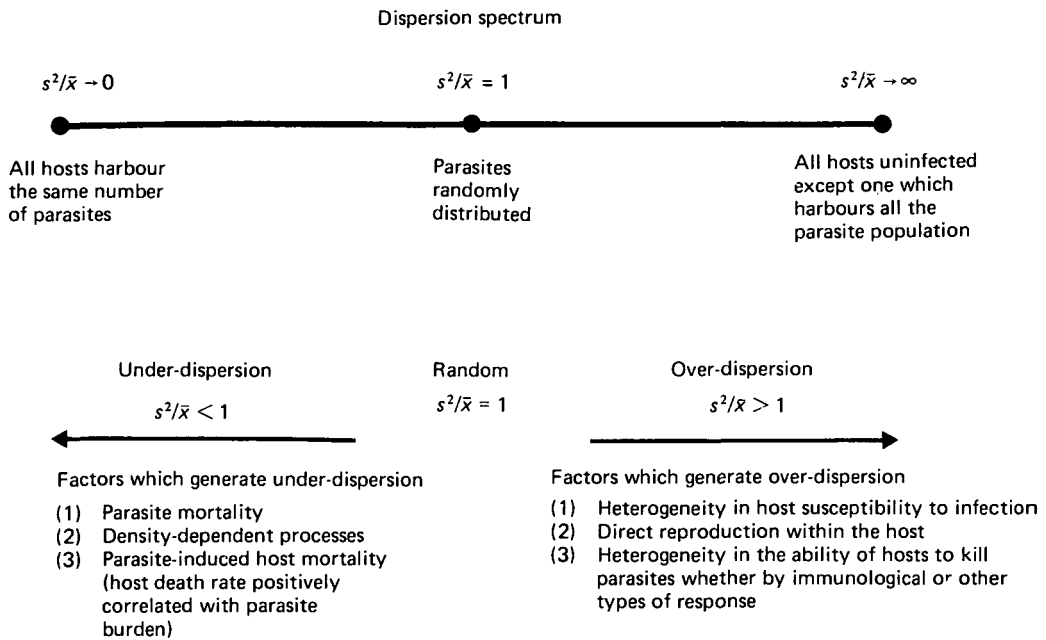 Dispersion spectrum
s²/x̄ → 0
s²/x̄ = 1
s²/x̄ → ∞
All hosts harbour
the same number
of parasites
Parasites
randomly
distributed
All hosts uninfected
except one which
harbours all the
parasite population
Under-dispersion
s²/x̄ < 1
Random
s²/x̄ = 1
Over-dispersion
s²/x̄ > 1
Factors which generate under-dispersion
(1) Parasite mortality
(2) Density-dependent processes
(3) Parasite-induced host mortality
(host death rate positively
correlated with parasite
burden)
Factors which generate over-dispersion
(1) Heterogeneity in host susceptibility to infection
(2) Direct reproduction within the host
(3) Heterogeneity in the ability of hosts to kill
parasites whether by immunological or other
types of response